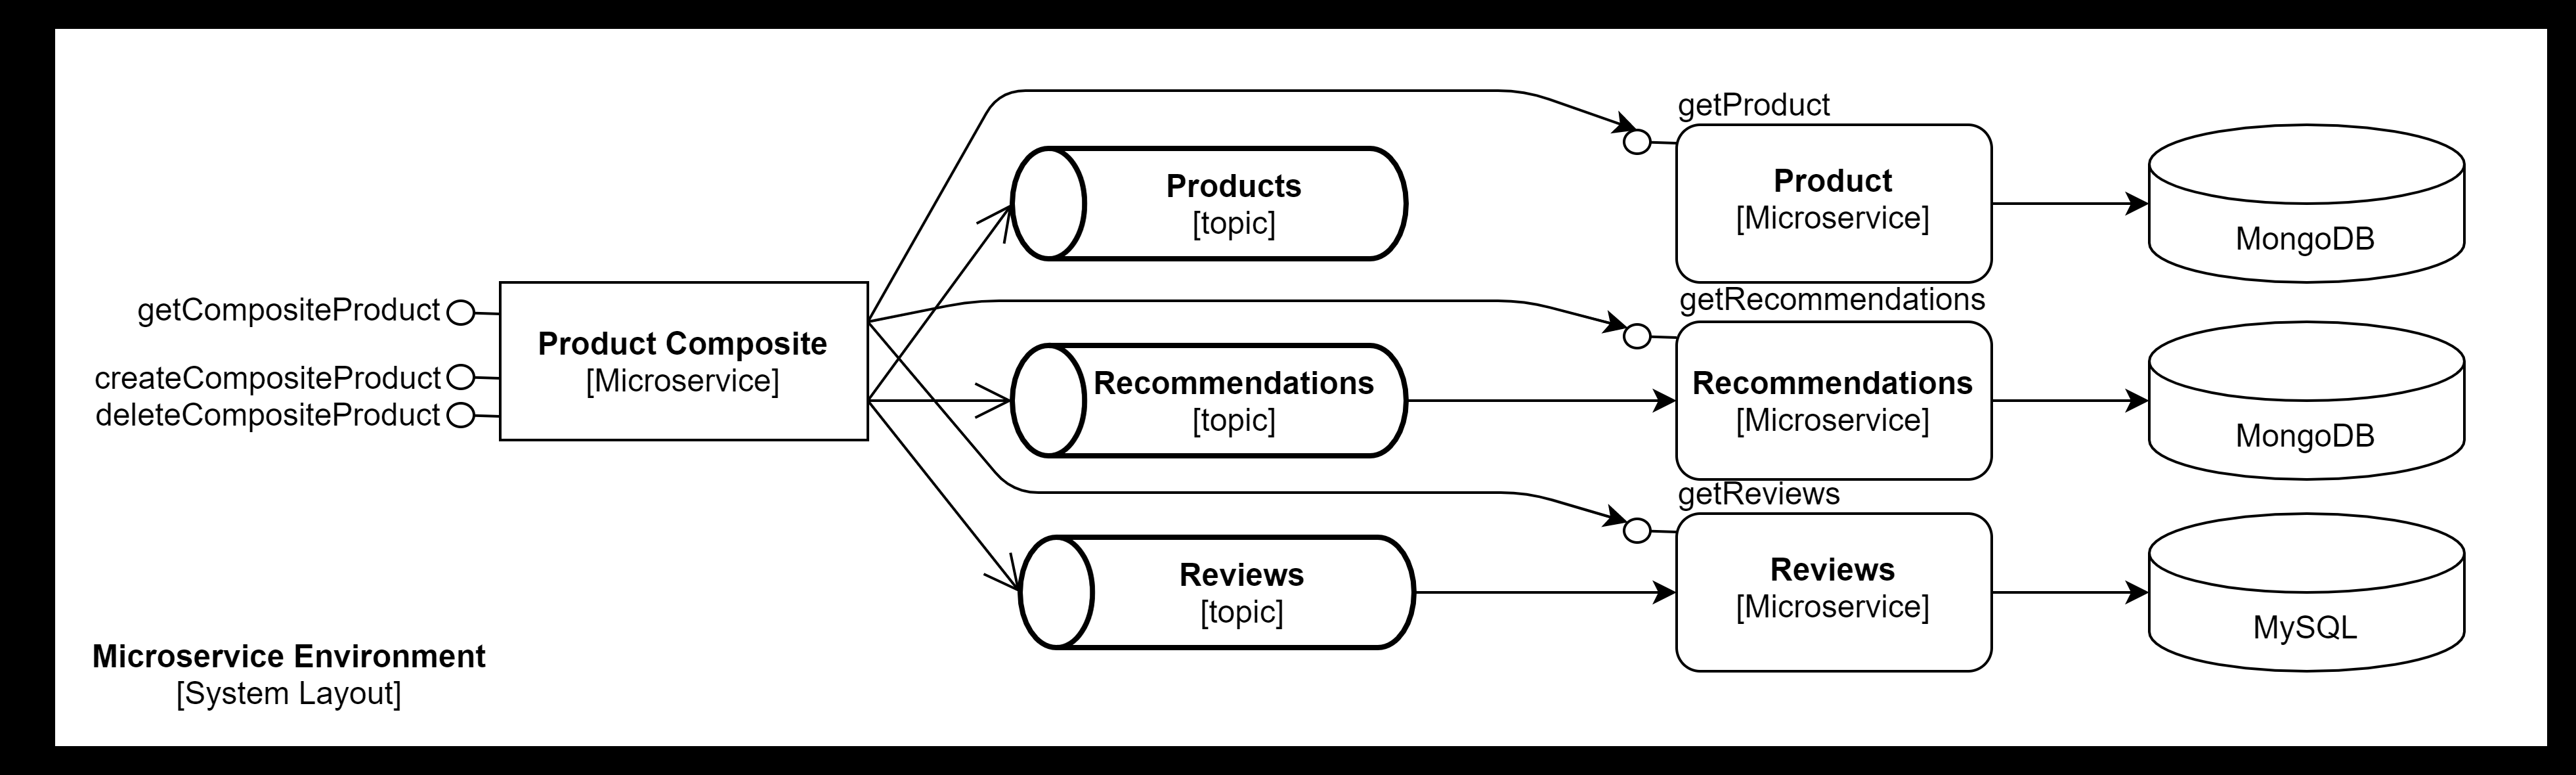 getProduct
Products
[topic]
Product
[Microservice]
MongoDB
getCompositeProduct
createCompositeProduct
deleteCompositeProduct
Product Composite
[Microservice]
getRecommendations
Recommendations
[topic]
Recommendations
[Microservice]
MongoDB
getReviews
Reviews
[topic]
Reviews
[Microservice]
MySQL
Microservice Environment
[System Layout]